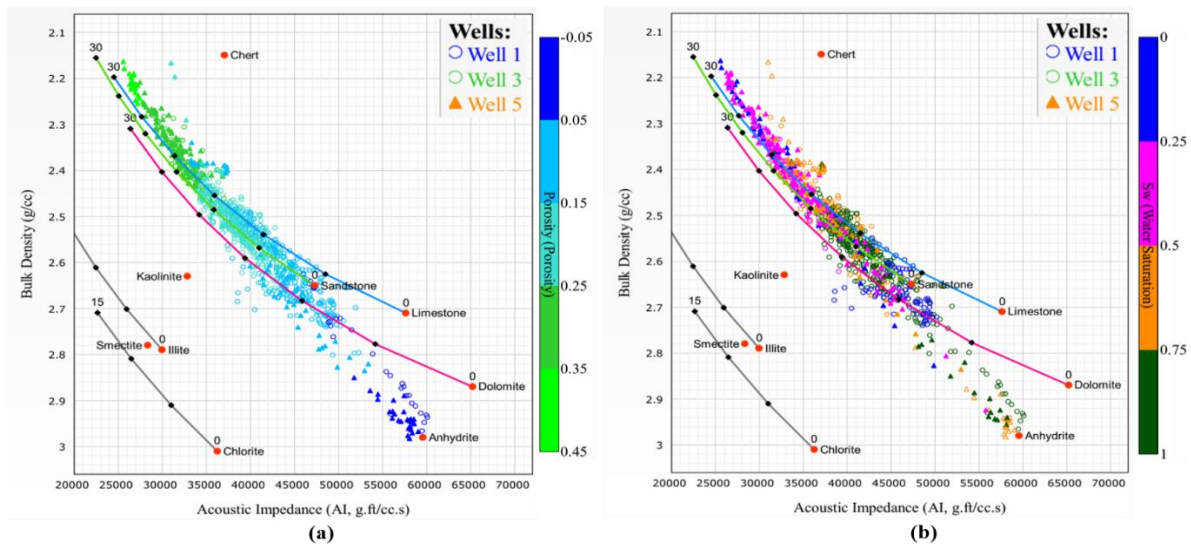 Wells:
Well 1
Well 3
Well 5
2.1
2.2
2.3
2.4
2.5
2.6
2.7
2.8
2.9
3
Bulk Density (g/cc)
30
30
30
Chert
Kaolinite
0
Sandstone
0
Limestone
15
Smectite
0
Illite
0
Dolomite
Anhydrite
0
Chlorite
20000 25000 30000 35000 40000 45000 50000 55000 60000 65000 70000
Acoustic Impedance (AI, g.ft/cc.s)
-0.05
0.05
0.15
0.25
0.35
0.45
Porosity (Porosity)
(a)
Wells:
Well 1
Well 3
Well 5
2.1
2.2
2.3
2.4
2.5
2.6
2.7
2.8
2.9
3
Bulk Density (g/cc)
30
30
30
Chert
Kaolinite
0
Sandstone
0
Limestone
15
Smectite
0
Illite
0
Dolomite
Anhydrite
0
Chlorite
20000 25000 30000 35000 40000 45000 50000 55000 60000 65000 70000
Acoustic Impedance (AI, g.ft/cc.s)
0
0.25
0.5
0.75
1
Sw (Water Saturation)
(b)